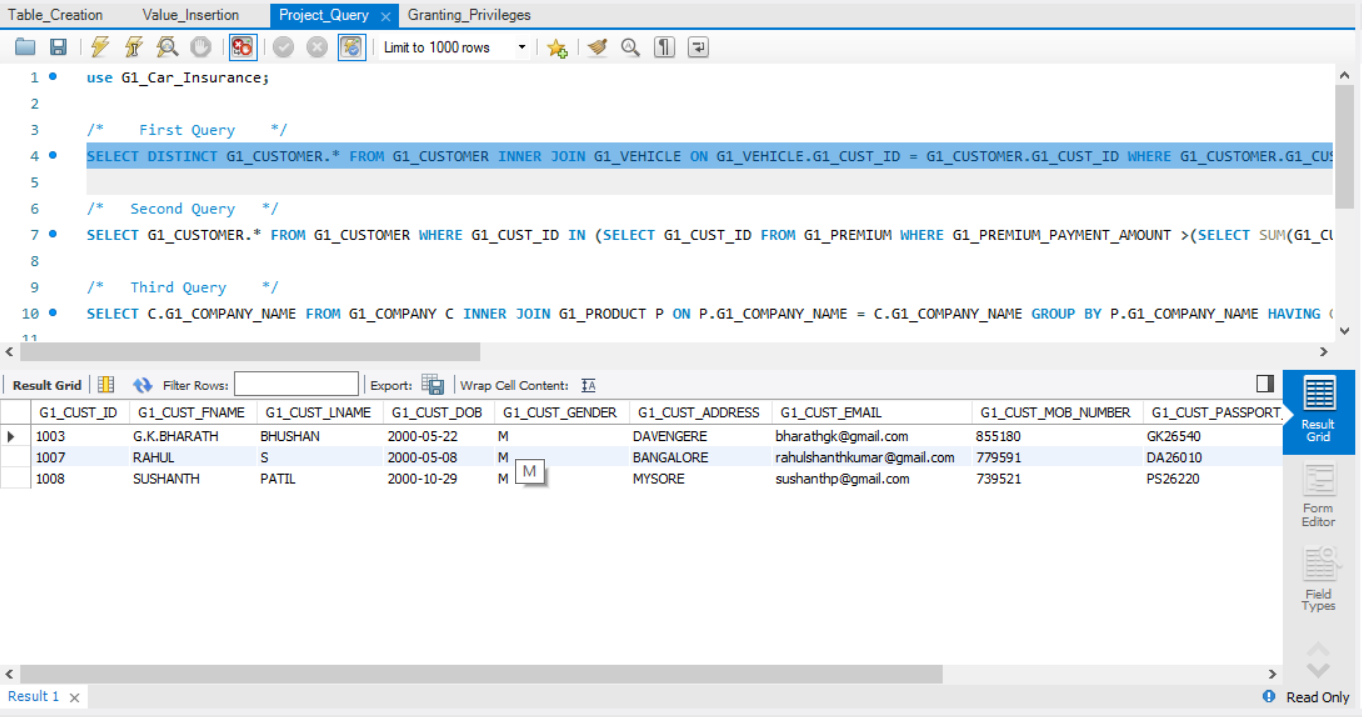 Table_Creation Value_Insertion Project_Query Granting_Privileges
Limit to 1000 rows
1 use G1_Car_Insurance;
2
3 /* First Query */
4 SELECT DISTINCT G1_CUSTOMER.* FROM G1_CUSTOMER INNER JOIN G1_VEHICLE ON G1_VEHICLE.G1_CUST_ID = G1_CUSTOMER.G1_CUST_ID WHERE G1_CUSTOMER.G1_CUS
5
6 /* Second Query */
7 SELECT G1_CUSTOMER.* FROM G1_CUSTOMER WHERE G1_CUST_ID IN (SELECT G1_CUST_ID FROM G1_PREMIUM WHERE G1_PREMIUM_PAYMENT_AMOUNT >(SELECT SUM(G1_CU
8
9 /* Third Query */
10 SELECT C.G1_COMPANY_NAME FROM G1_COMPANY C INNER JOIN G1_PRODUCT P ON P.G1_COMPANY_NAME = C.G1_COMPANY_NAME GROUP BY P.G1_COMPANY_NAME HAVING
11
Result Grid Filter Rows: Export: Wrap Cell Content:
G1_CUST_ID G1_CUST_FNAME G1_CUST_LNAME G1_CUST_DOB G1_CUST_GENDER G1_CUST_ADDRESS G1_CUST_EMAIL G1_CUST_MOB_NUMBER G1_CUST_PASSPORT_
1003 G.K.BHARATH BHUSHAN 2000-05-22 M DAVENGERE bharathgk@gmail.com 855180 GK26540
1007 RAHUL S 2000-05-08 M BANGALORE rahulshanthkumar@gmail.com 779591 DA26010
1008 SUSHANTH PATIL 2000-10-29 M MYSORE sushanthp@gmail.com 739521 PS26220
M
Result
Grid
Form
Editor
Field
Types
Result 1 Read Only